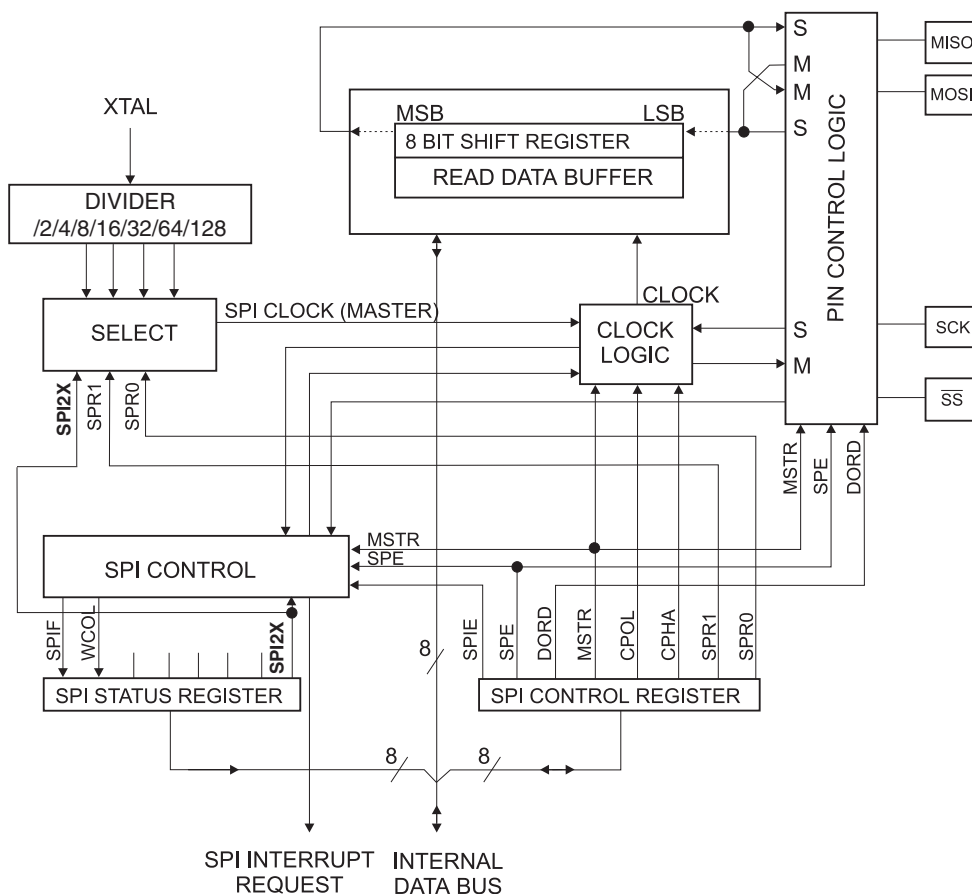 S
MISO
M
M
MOSI
XTAL
MSB
LSB
S
8 BIT SHIFT REGISTER
READ DATA BUFFER
DIVIDER
/2/4/8/16/32/64/128
PIN CONTROL LOGIC
SPI CLOCK (MASTER)
CLOCK
SELECT
CLOCK
LOGIC
S
M
SCK
SS
SPI2X
SPR1
SPR0
MSTR
SPE
DORD
MSTR
SPE
SPI CONTROL
SPIF
WCOL
SPI2X
SPIE
SPE
DORD
MSTR
CPOL
CPHA
SPR1
SPR0
8
SPI STATUS REGISTER
SPI CONTROL REGISTER
8
8
SPI INTERRUPT
REQUEST
INTERNAL
DATA BUS